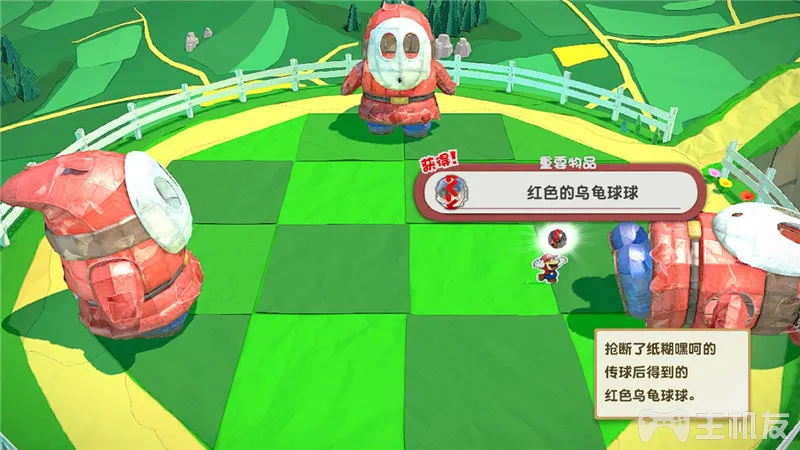 获得!
重要物品
红色的乌龟球球
抢断了纸糊嘿呵的
传球后得到的
红色乌龟球球。
主机友